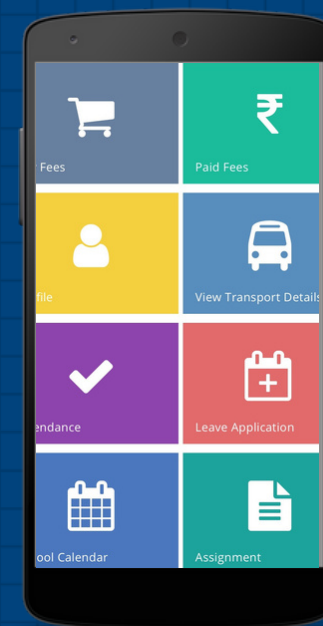 Fees
Paid Fees
file
View Transport Details
endance
Leave Application
ool Calendar
Assignment